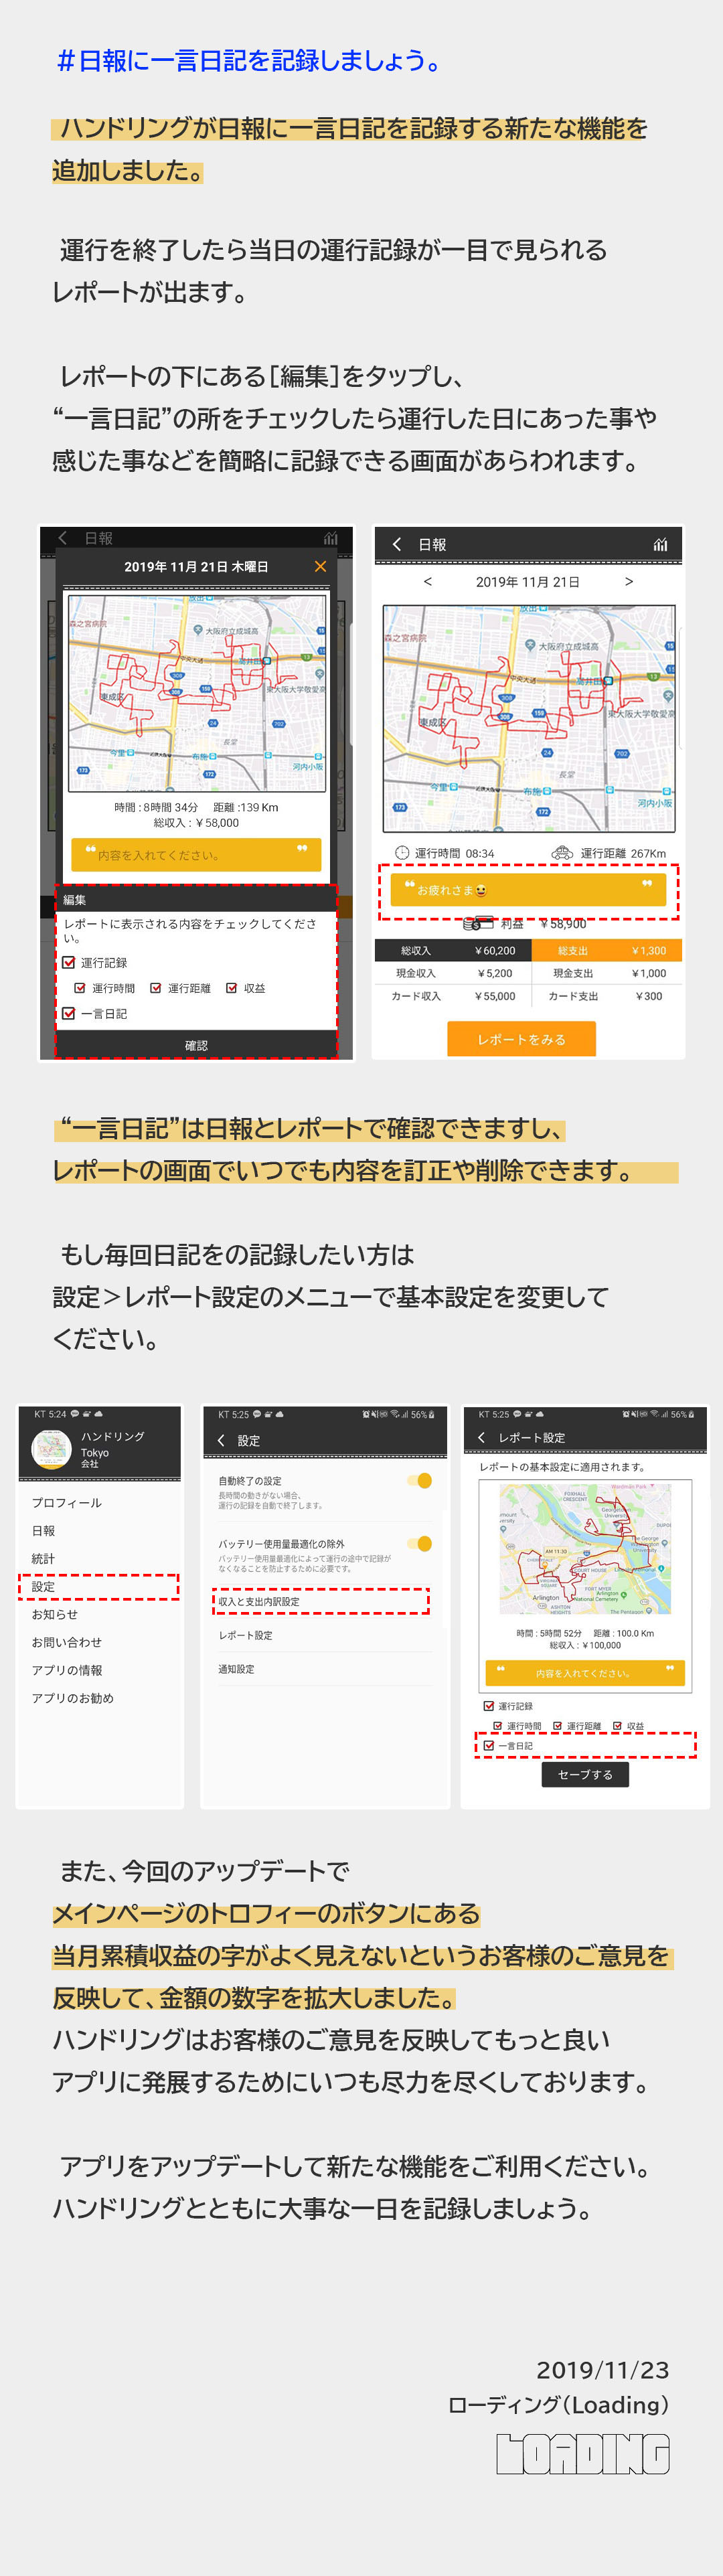 #日報に一言日記を記録しましょう。
ハンドリングが日報に一言日記を記録する新たな機能を
追加しました。
運行を終了したら当日の運行記録が一目で見られる
レポートが出ます。
レポートの下にある[編集]をタップし、
“一言日記”の所をチェックしたら運行した日にあった事や
感じた事などを簡略に記録できる画面があらわれます。
日報
2019年 11月 21日 木曜日
森之宮病院
大阪府立成城高
中央大通
高井田
東成区
東大阪大学敬愛高
長堂
今里
布施
河内小阪
時間 : 8時間 34分 距離 :139 Km
総収入 : ¥58,000
内容を入れてください。
編集
レポートに表示される内容をチェックしてくださ
い。
運行記録
運行時間 運行距離 収益
一言日記
確認
日報
< 2019年 11月 21日 >
森之宮病院
大阪府立成城高
中央大通
高井田
東成区
東大阪大学敬愛高
長堂
今里
布施
河内小阪
運行時間 08:34 運行距離 267Km
お疲れさま
利益 ¥58,900
総収入 ¥60,200 総支出 ¥1,300
現金収入 ¥5,200 現金支出 ¥1,000
カード収入 ¥55,000 カード支出 ¥300
レポートをみる
“一言日記”は日報とレポートで確認できますし、
レポートの画面でいつでも内容を訂正や削除できます。
もし毎回日記をの記録したい方は
設定>レポート設定のメニューで基本設定を変更して
ください。
KT 5:24
ハンドリング
Tokyo
会社
プロフィール
日報
統計
設定
お知らせ
お問い合わせ
アプリの情報
アプリのお勧め
KT 5:25 56%
設定
自動終了の設定
長時間の動きがない場合、
運行の記録を自動で終了します。
バッテリー使用量最適化の除外
バッテリー使用量最適化によって運行の途中で記録が
なくなることを防止するために必要です。
収入と支出内訳設定
レポート設定
通知設定
KT 5:25 56%
レポート設定
レポートの基本設定に適用されます。
FOXHALL
CRESCENT
The George
Washington
University
AM 11:30
COURT HOUSE
FORT MYER
Arlington
Arlington
National Cemetery
ASHTON
HEIGHTS
The Pentagon
時間 : 5時間 52分 距離 : 100.0 Km
総収入 : ¥100,000
内容を入れてください。
運行記録
運行時間 運行距離 収益
一言日記
セーブする
また、今回のアップデートで
メインページのトロフィーのボタンにある
当月累積収益の字がよく見えないというお客様のご意見を
反映して、金額の数字を拡大しました。
ハンドリングはお客様のご意見を反映してもっと良い
アプリに発展するためにいつも尽力を尽くしております。
アプリをアップデートして新たな機能をご利用ください。
ハンドリングとともに大事な一日を記録しましょう。
2019/11/23
ローディング(Loading)
LOADING